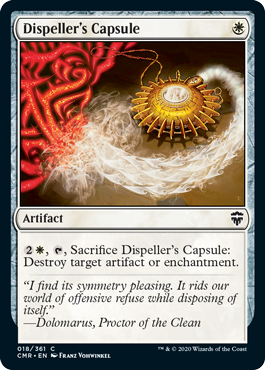 Dispeller's Capsule
Artifact
2, , Sacrifice Dispeller's Capsule:
Destroy target artifact or enchantment.
"I find its symmetry pleasing. It rids our
world of offensive refuse while disposing of
itself."
—Dolomarus, Proctor of the Clean
018/361 C
CMR • EN Franz Vohwinkel
™ & © 2020 Wizards of the Coast